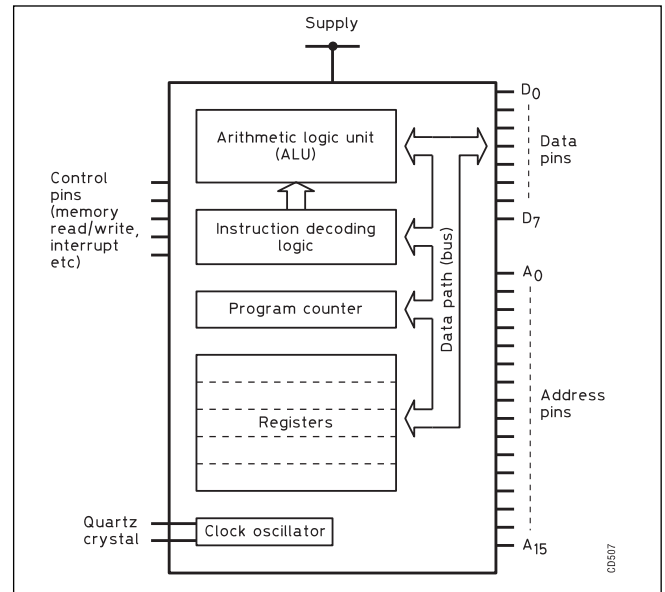 Supply
Arithmetic logic unit
(ALU)
Instruction decoding
logic
Program counter
Registers
Clock oscillator
Data path (bus)
Control
pins
(memory
read/write,
interrupt
etc)
Quartz
crystal
D0
Data
pins
D7
A0
Address
pins
A15
CD507